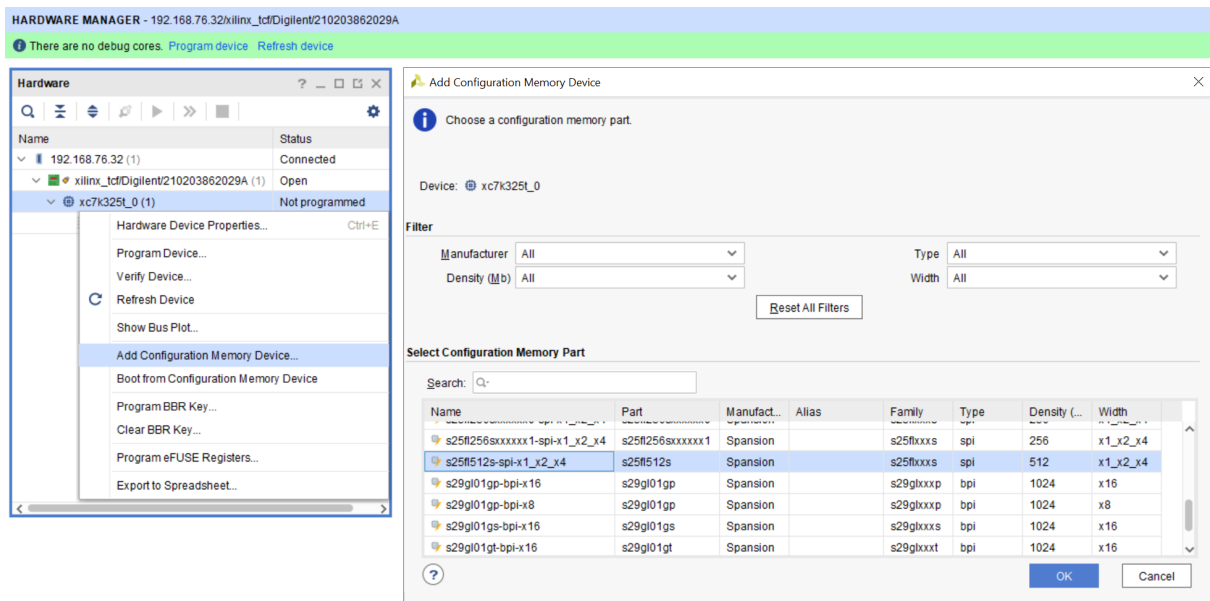 HARDWARE MANAGER - 192.168.76.32/xilinx_tcf/Digilent/210203862029A
There are no debug cores. Program device Refresh device
Hardware
Name Status
192.168.76.32 (1) Connected
xilinx_tcf/Digilent/210203862029A (1) Open
xc7k325t_0 (1) Not programmed
Hardware Device Properties... Ctrl+E
Program Device...
Verify Device...
Refresh Device
Show Bus Plot...
Add Configuration Memory Device...
Boot from Configuration Memory Device
Program BBR Key...
Clear BBR Key...
Program eFUSE Registers...
Export to Spreadsheet...
Add Configuration Memory Device
Choose a configuration memory part.
Device: xc7k325t_0
Filter
Manufacturer All Type All
Density (Mb) All Width All
Reset All Filters
Select Configuration Memory Part
Search:
Name Part Manufact... Alias Family Type Density (... Width
s25fl256sxxxxxx1-spi-x1_x2_x4 s25fl256sxxxxxx1 Spansion s25flxxxs spi 256 x1_x2_x4
s25fl512s-spi-x1_x2_x4 s25fl512s Spansion s25flxxxs spi 512 x1_x2_x4
s29gl01gp-bpi-x16 s29gl01gp Spansion s29glxxxp bpi 1024 x16
s29gl01gp-bpi-x8 s29gl01gp Spansion s29glxxxp bpi 1024 x8
s29gl01gs-bpi-x16 s29gl01gs Spansion s29glxxxs bpi 1024 x16
s29gl01gt-bpi-x16 s29gl01gt Spansion s29glxxxt bpi 1024 x16
? OK Cancel